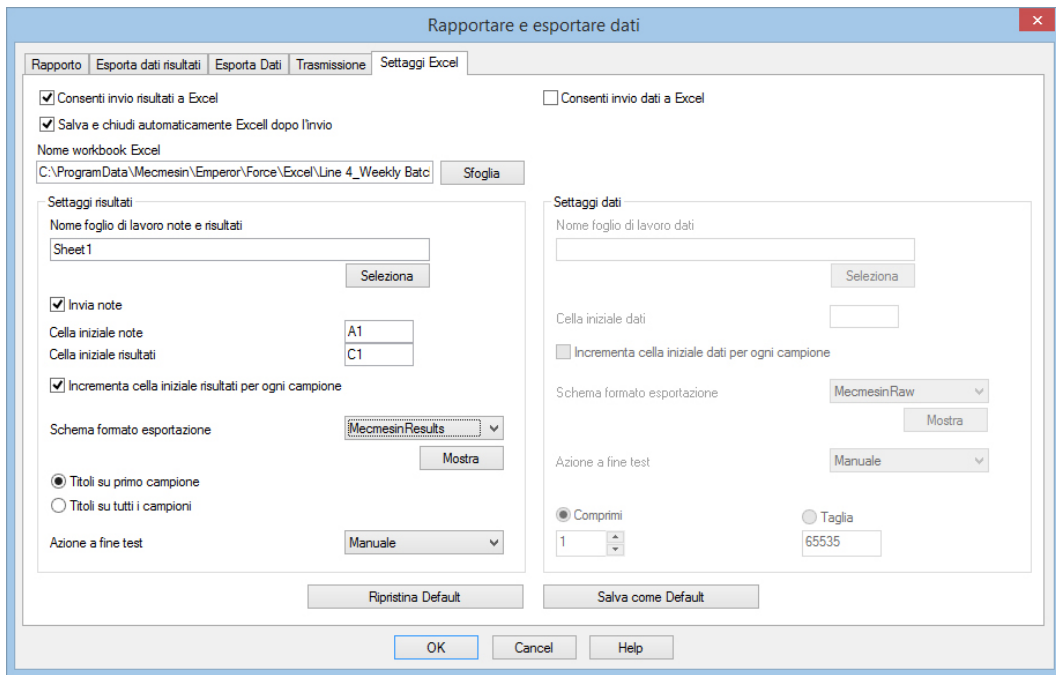 Rapportare e esportare dati
Rapporto Esporta dati risultati Esporta Dati Trasmissione Settaggi Excel
Consenti invio risultati a Excel
Consenti invio dati a Excel
Salva e chiudi automaticamente Excell dopo l'invio
Nome workbook Excel
C:\ProgramData\Mecmesin\Emperor\Force\Excel\Line 4_Weekly Batc
Sfoglia
Settaggi risultati
Nome foglio di lavoro note e risultati
Sheet1
Seleziona
Invia note
Cella iniziale note A1
Cella iniziale risultati C1
Incrementa cella iniziale risultati per ogni campione
Schema formato esportazione MecmesinResults
Mostra
Titoli su primo campione
Titoli su tutti i campioni
Azione a fine test Manuale
Settaggi dati
Nome foglio di lavoro dati
Seleziona
Cella iniziale dati
Incrementa cella iniziale dati per ogni campione
Schema formato esportazione MecmesinRaw
Mostra
Azione a fine test Manuale
Comprimi Taglia
1 65535
Ripristina Default Salva come Default
OK Cancel Help